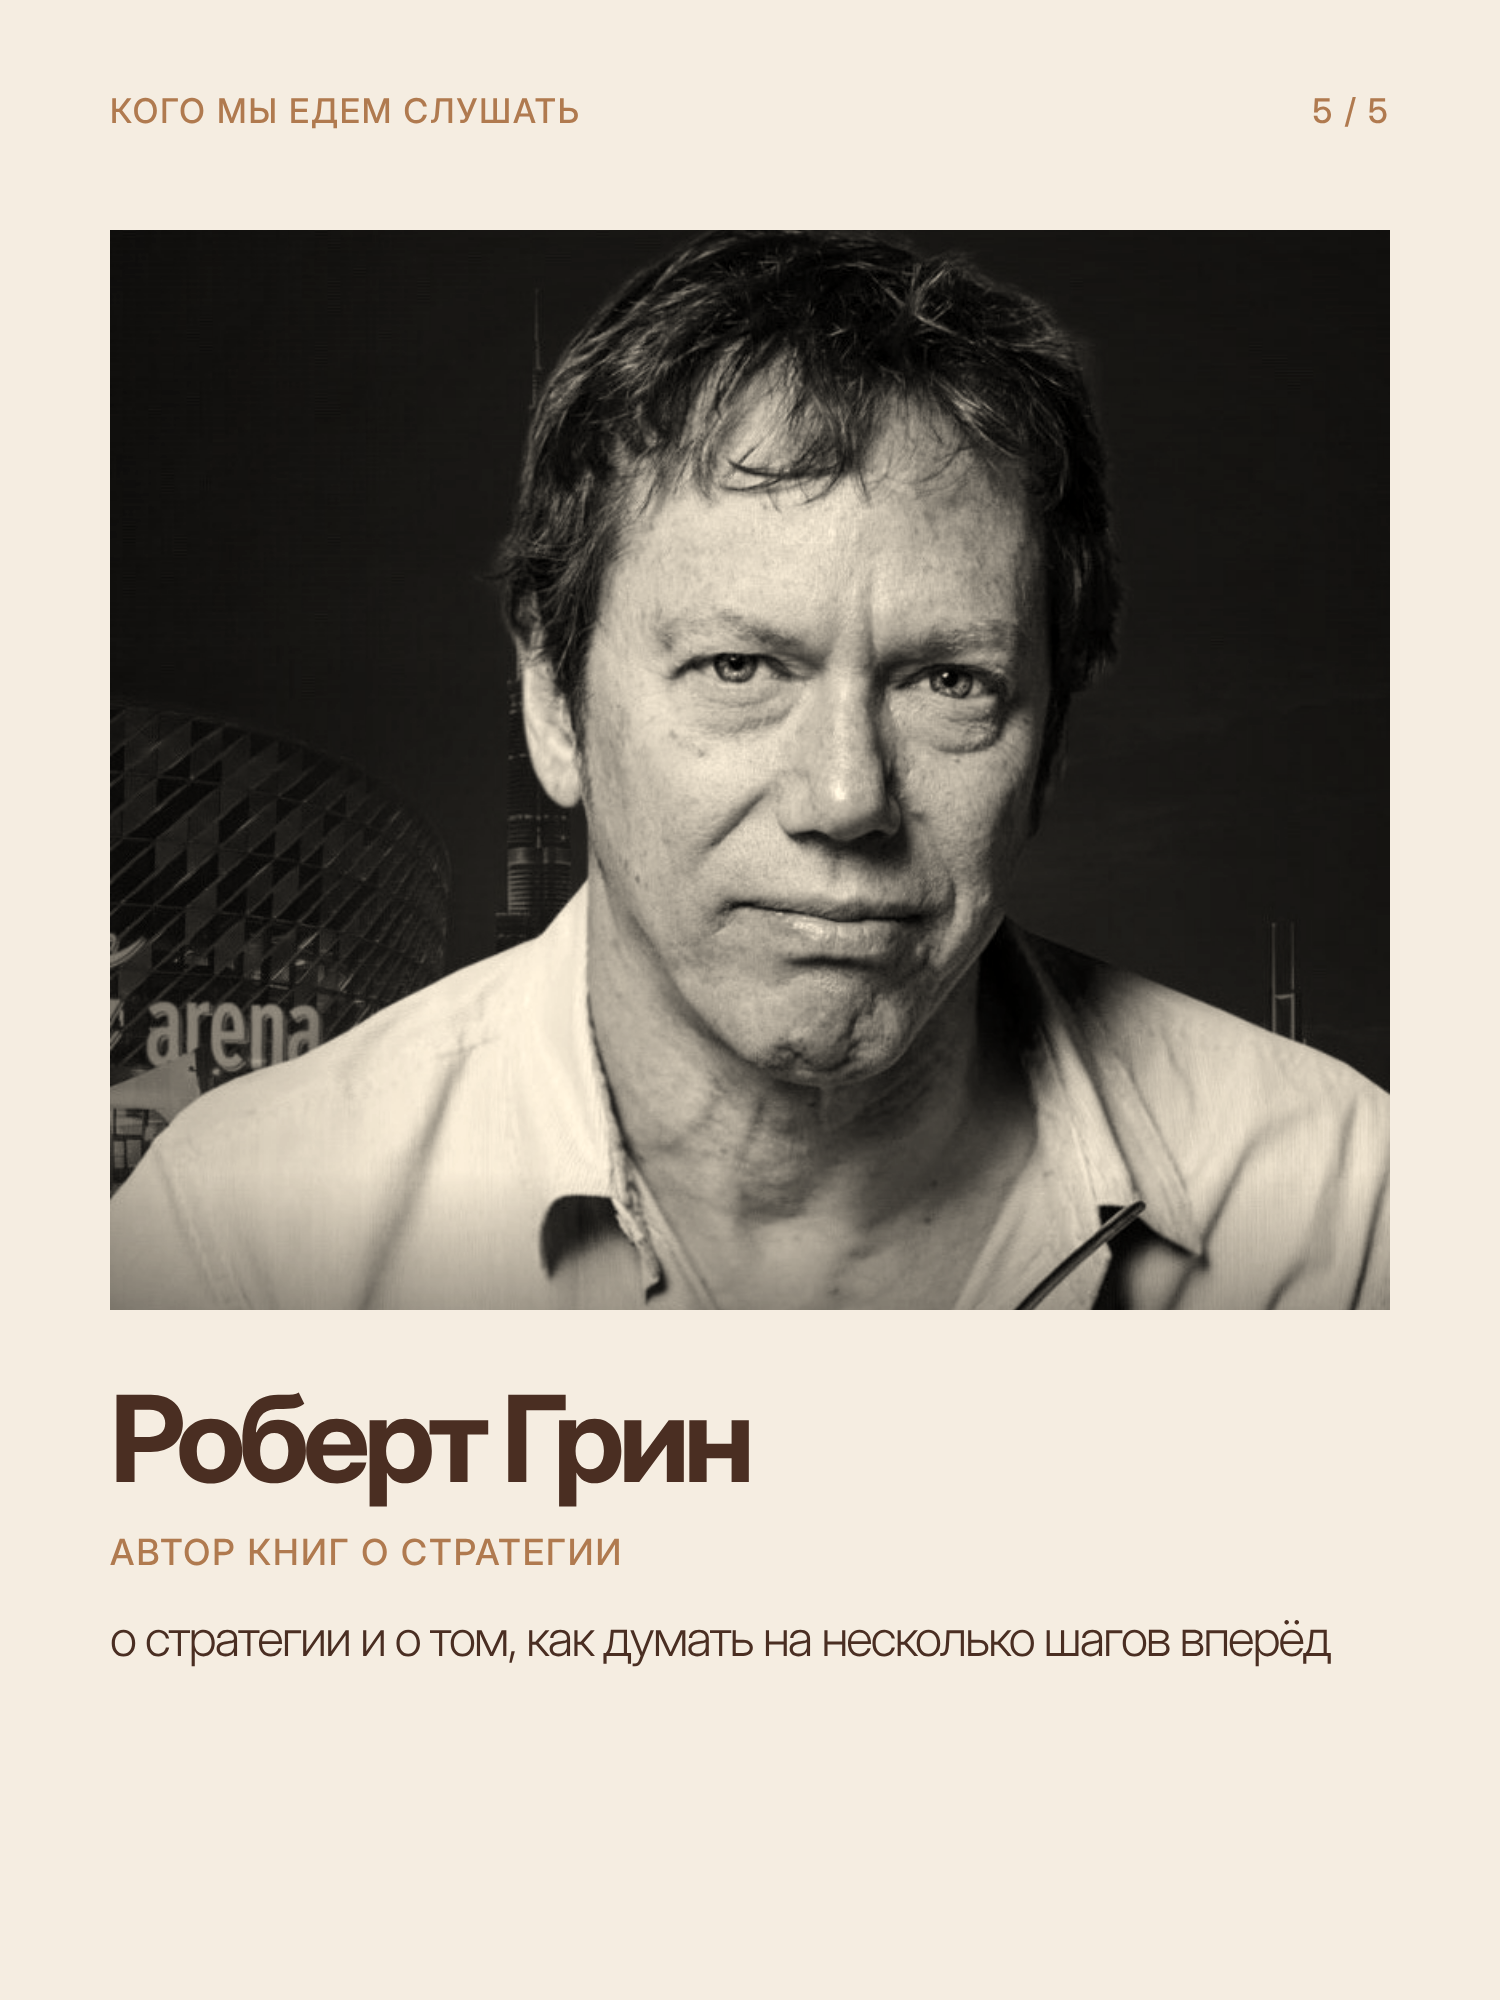 КОГО МЫ ЕДЕМ СЛУШАТЬ
5 / 5
arena
Роберт Грин
АВТОР КНИГ О СТРАТЕГИИ
о стратегии и о том, как думать на несколько шагов вперёд